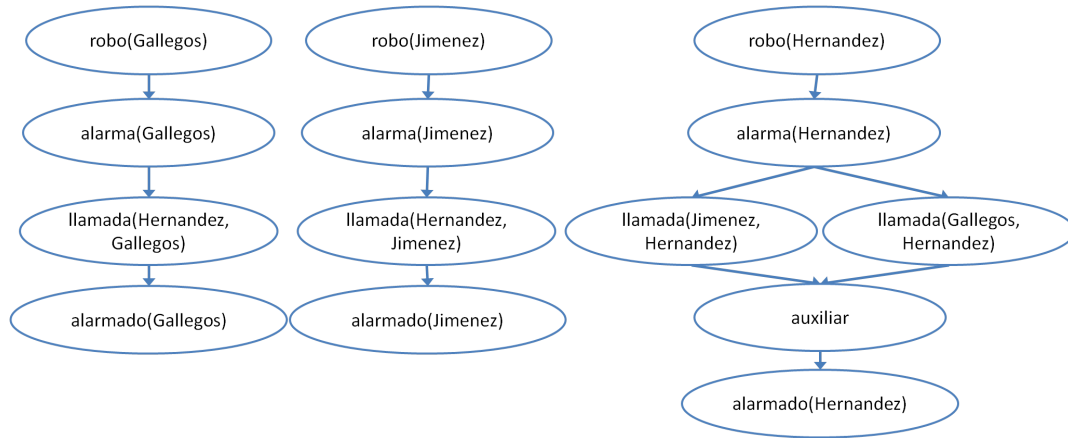 robo(Gallegos)
robo(Jimenez)
robo(Hernandez)
alarma(Gallegos)
alarma(Jimenez)
alarma(Hernandez)
llamada(Hernandez,
Gallegos)
llamada(Hernandez,
Jimenez)
llamada(Jimenez,
Hernandez)
llamada(Gallegos,
Hernandez)
alarmado(Gallegos)
alarmado(Jimenez)
auxiliar
alarmado(Hernandez)